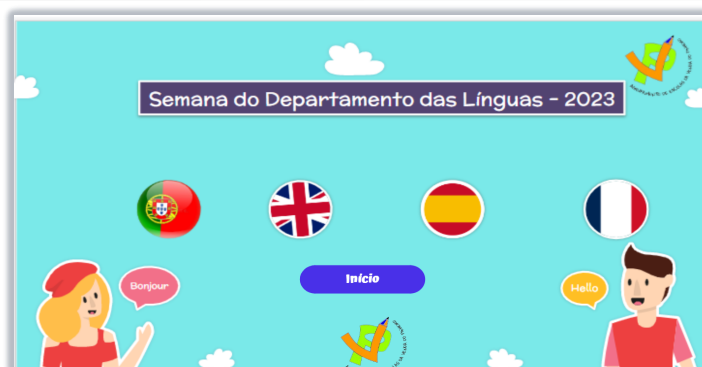 Semana do Departamento das Línguas - 2023
Início
Bonjour
Hello